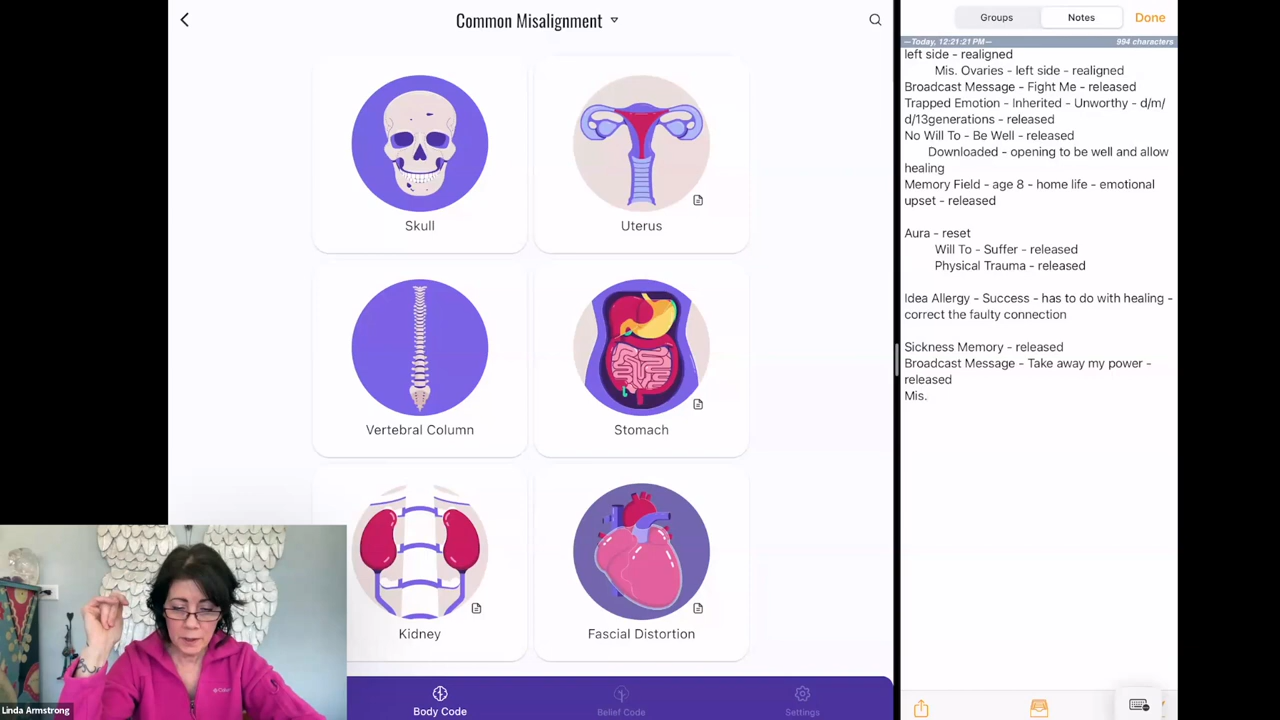 Common Misalignment
Skull
Uterus
Vertebral Column
Stomach
Kidney
Fascial Distortion
Linda Armstrong
Body Code
Belief Code
Settings
Groups
Notes
Done
—Today, 12:21:21 PM—
994 characters
left side - realigned
Mis. Ovaries - left side - realigned
Broadcast Message - Fight Me - released
Trapped Emotion - Inherited - Unworthy - d/m/
d/13generations - released
No Will To - Be Well - released
Downloaded - opening to be well and allow
healing
Memory Field - age 8 - home life - emotional
upset - released
Aura - reset
Will To - Suffer - released
Physical Trauma - released
Idea Allergy - Success - has to do with healing -
correct the faulty connection
Sickness Memory - released
Broadcast Message - Take away my power -
released
Mis.